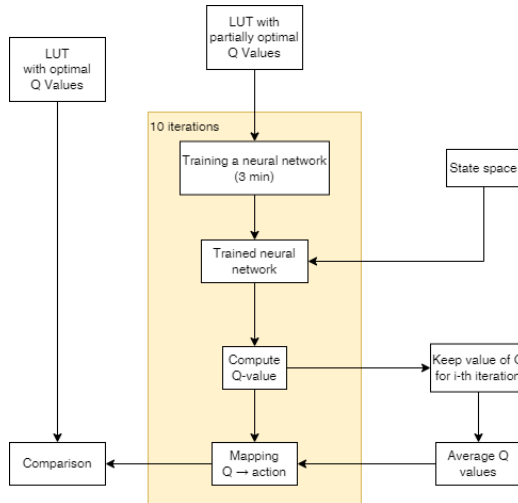 LUT
with optimal
Q Values
LUT with
partially optimal
Q Values
10 iterations
Training a neural network
(3 min)
State space
Trained neural
network
Compute
Q-value
Keep value of Q
for i-th iteration
Comparison
Mapping
Q → action
Average Q
values